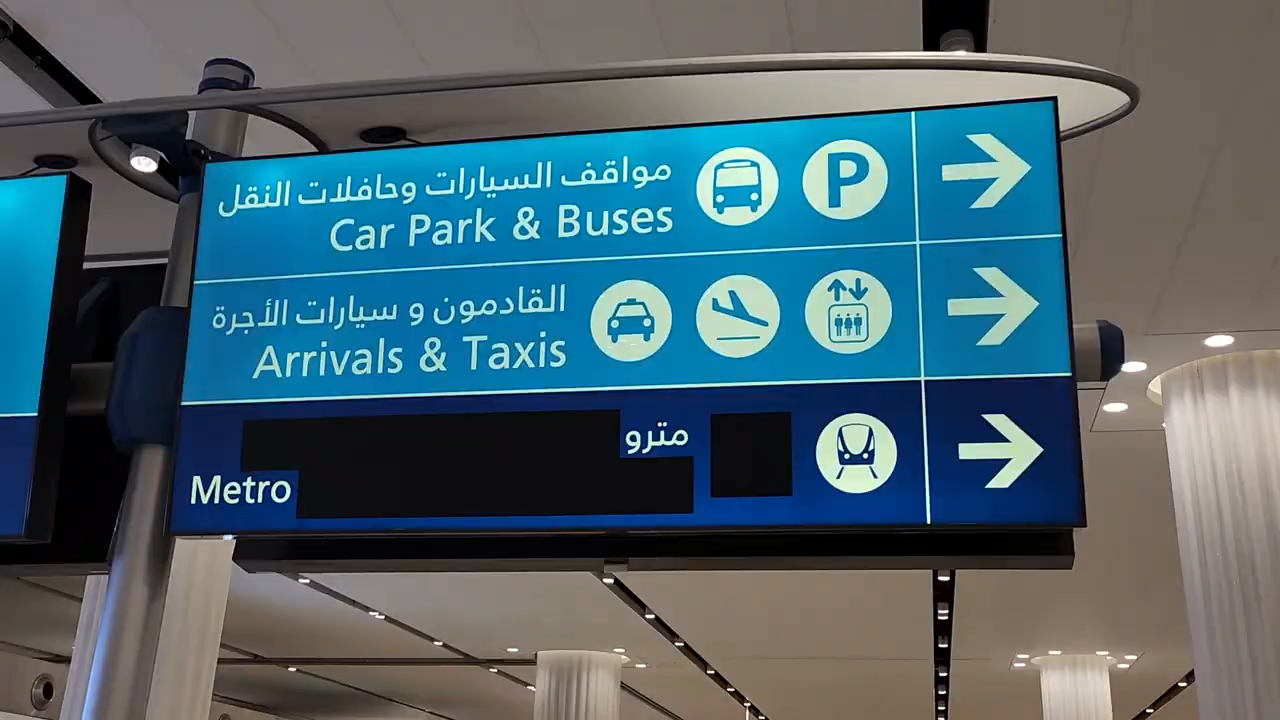 مواقف السيارات وحافلات النقل
Car Park & Buses
P
القادمون و سيارات الأجرة
Arrivals & Taxis
مترو
Metro